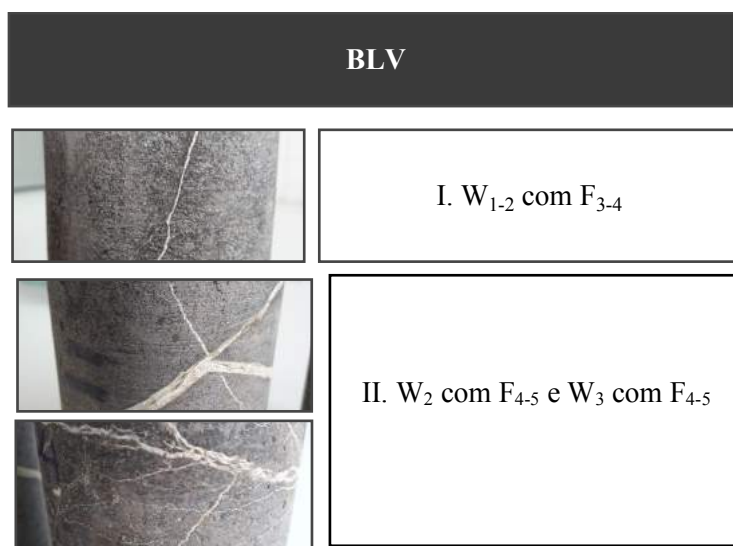 BLV
I. W₁₋₂ com F₃₋₄
II. W₂ com F₄₋₅ e W₃ com F₄₋₅